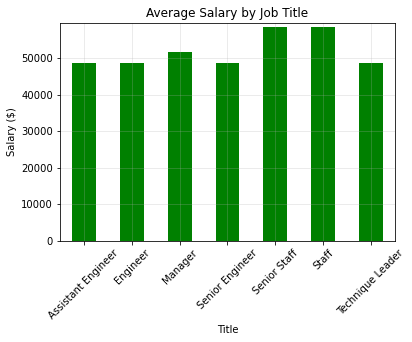 Average Salary by Job Title
Salary ($)
50000
40000
30000
20000
10000
0
Assistant Engineer
Engineer
Manager
Senior Engineer
Senior Staff
Staff
Technique Leader
Title